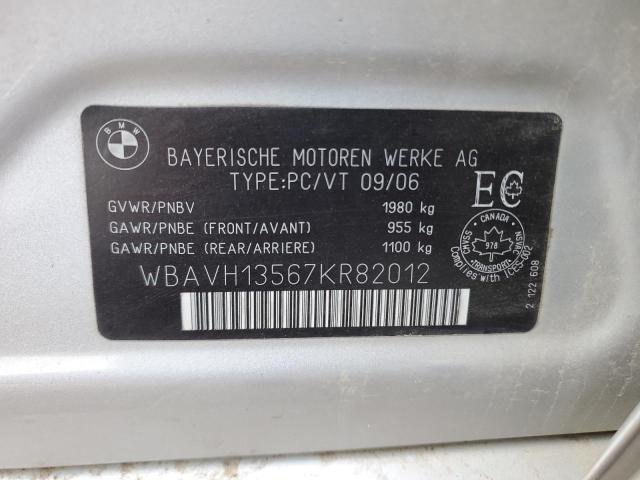 BMW
BAYERISCHE MOTOREN WERKE AG
TYPE:PC/VT 09/06
EC
GVWR/PNBV 1980 kg
GAWR/PNBE (FRONT/AVANT) 955 kg
GAWR/PNBE (REAR/ARRIERE) 1100 kg
WBAVH13567KR82012
CANADA
CMVSS
NSVAC
978
TRANSPORT
Complies with ICES-002
2 122 608